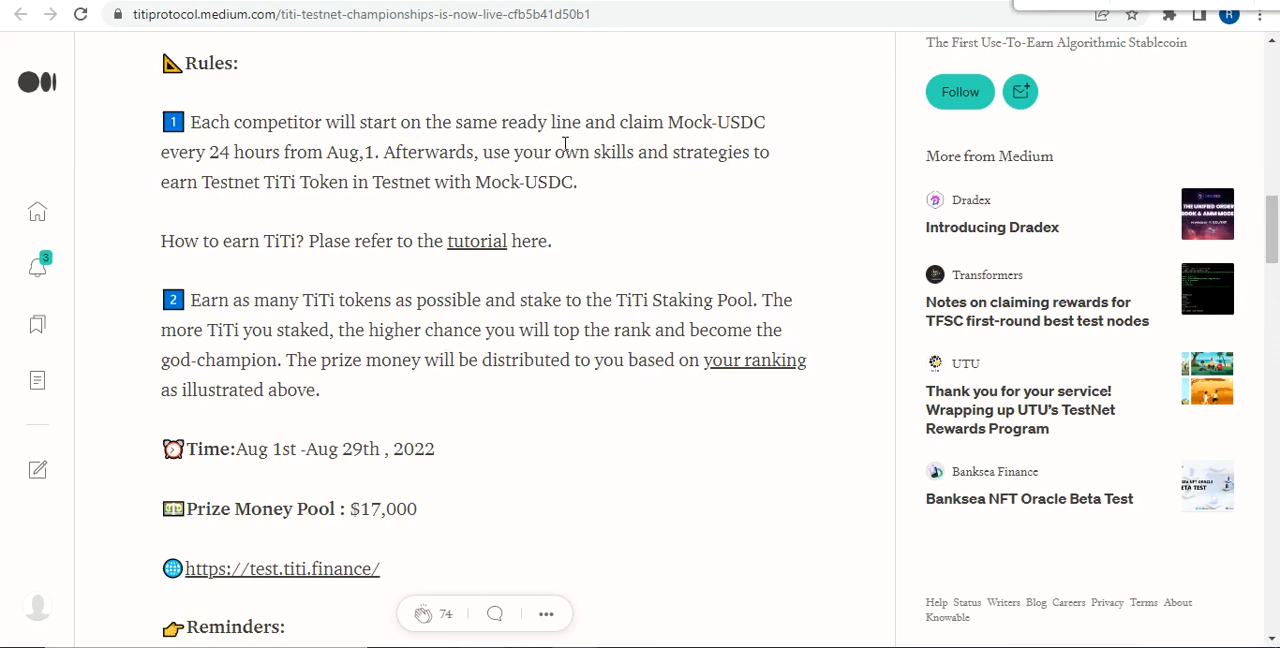 titiprotocol.medium.com/titi-testnet-championships-is-now-live-cfb5b41d50b1
R
Rules:
1 Each competitor will start on the same ready line and claim Mock-USDC
every 24 hours from Aug,1. Afterwards, use your own skills and strategies to
earn Testnet TiTi Token in Testnet with Mock-USDC.
How to earn TiTi? Plase refer to the tutorial here.
2 Earn as many TiTi tokens as possible and stake to the TiTi Staking Pool. The
more TiTi you staked, the higher chance you will top the rank and become the
god-champion. The prize money will be distributed to you based on your ranking
as illustrated above.
Time:Aug 1st -Aug 29th , 2022
Prize Money Pool : $17,000
https://test.titi.finance/
Reminders:
74
3
The First Use-To-Earn Algorithmic Stablecoin
Follow
More from Medium
Dradex
Introducing Dradex
THE UNIFIED ORDER
BOOK & AMM MODE
Transformers
Notes on claiming rewards for
TFSC first-round best test nodes
UTU
Thank you for your service!
Wrapping up UTU's TestNet
Rewards Program
Banksea Finance
Banksea NFT Oracle Beta Test
Help Status Writers Blog Careers Privacy Terms About
Knowable